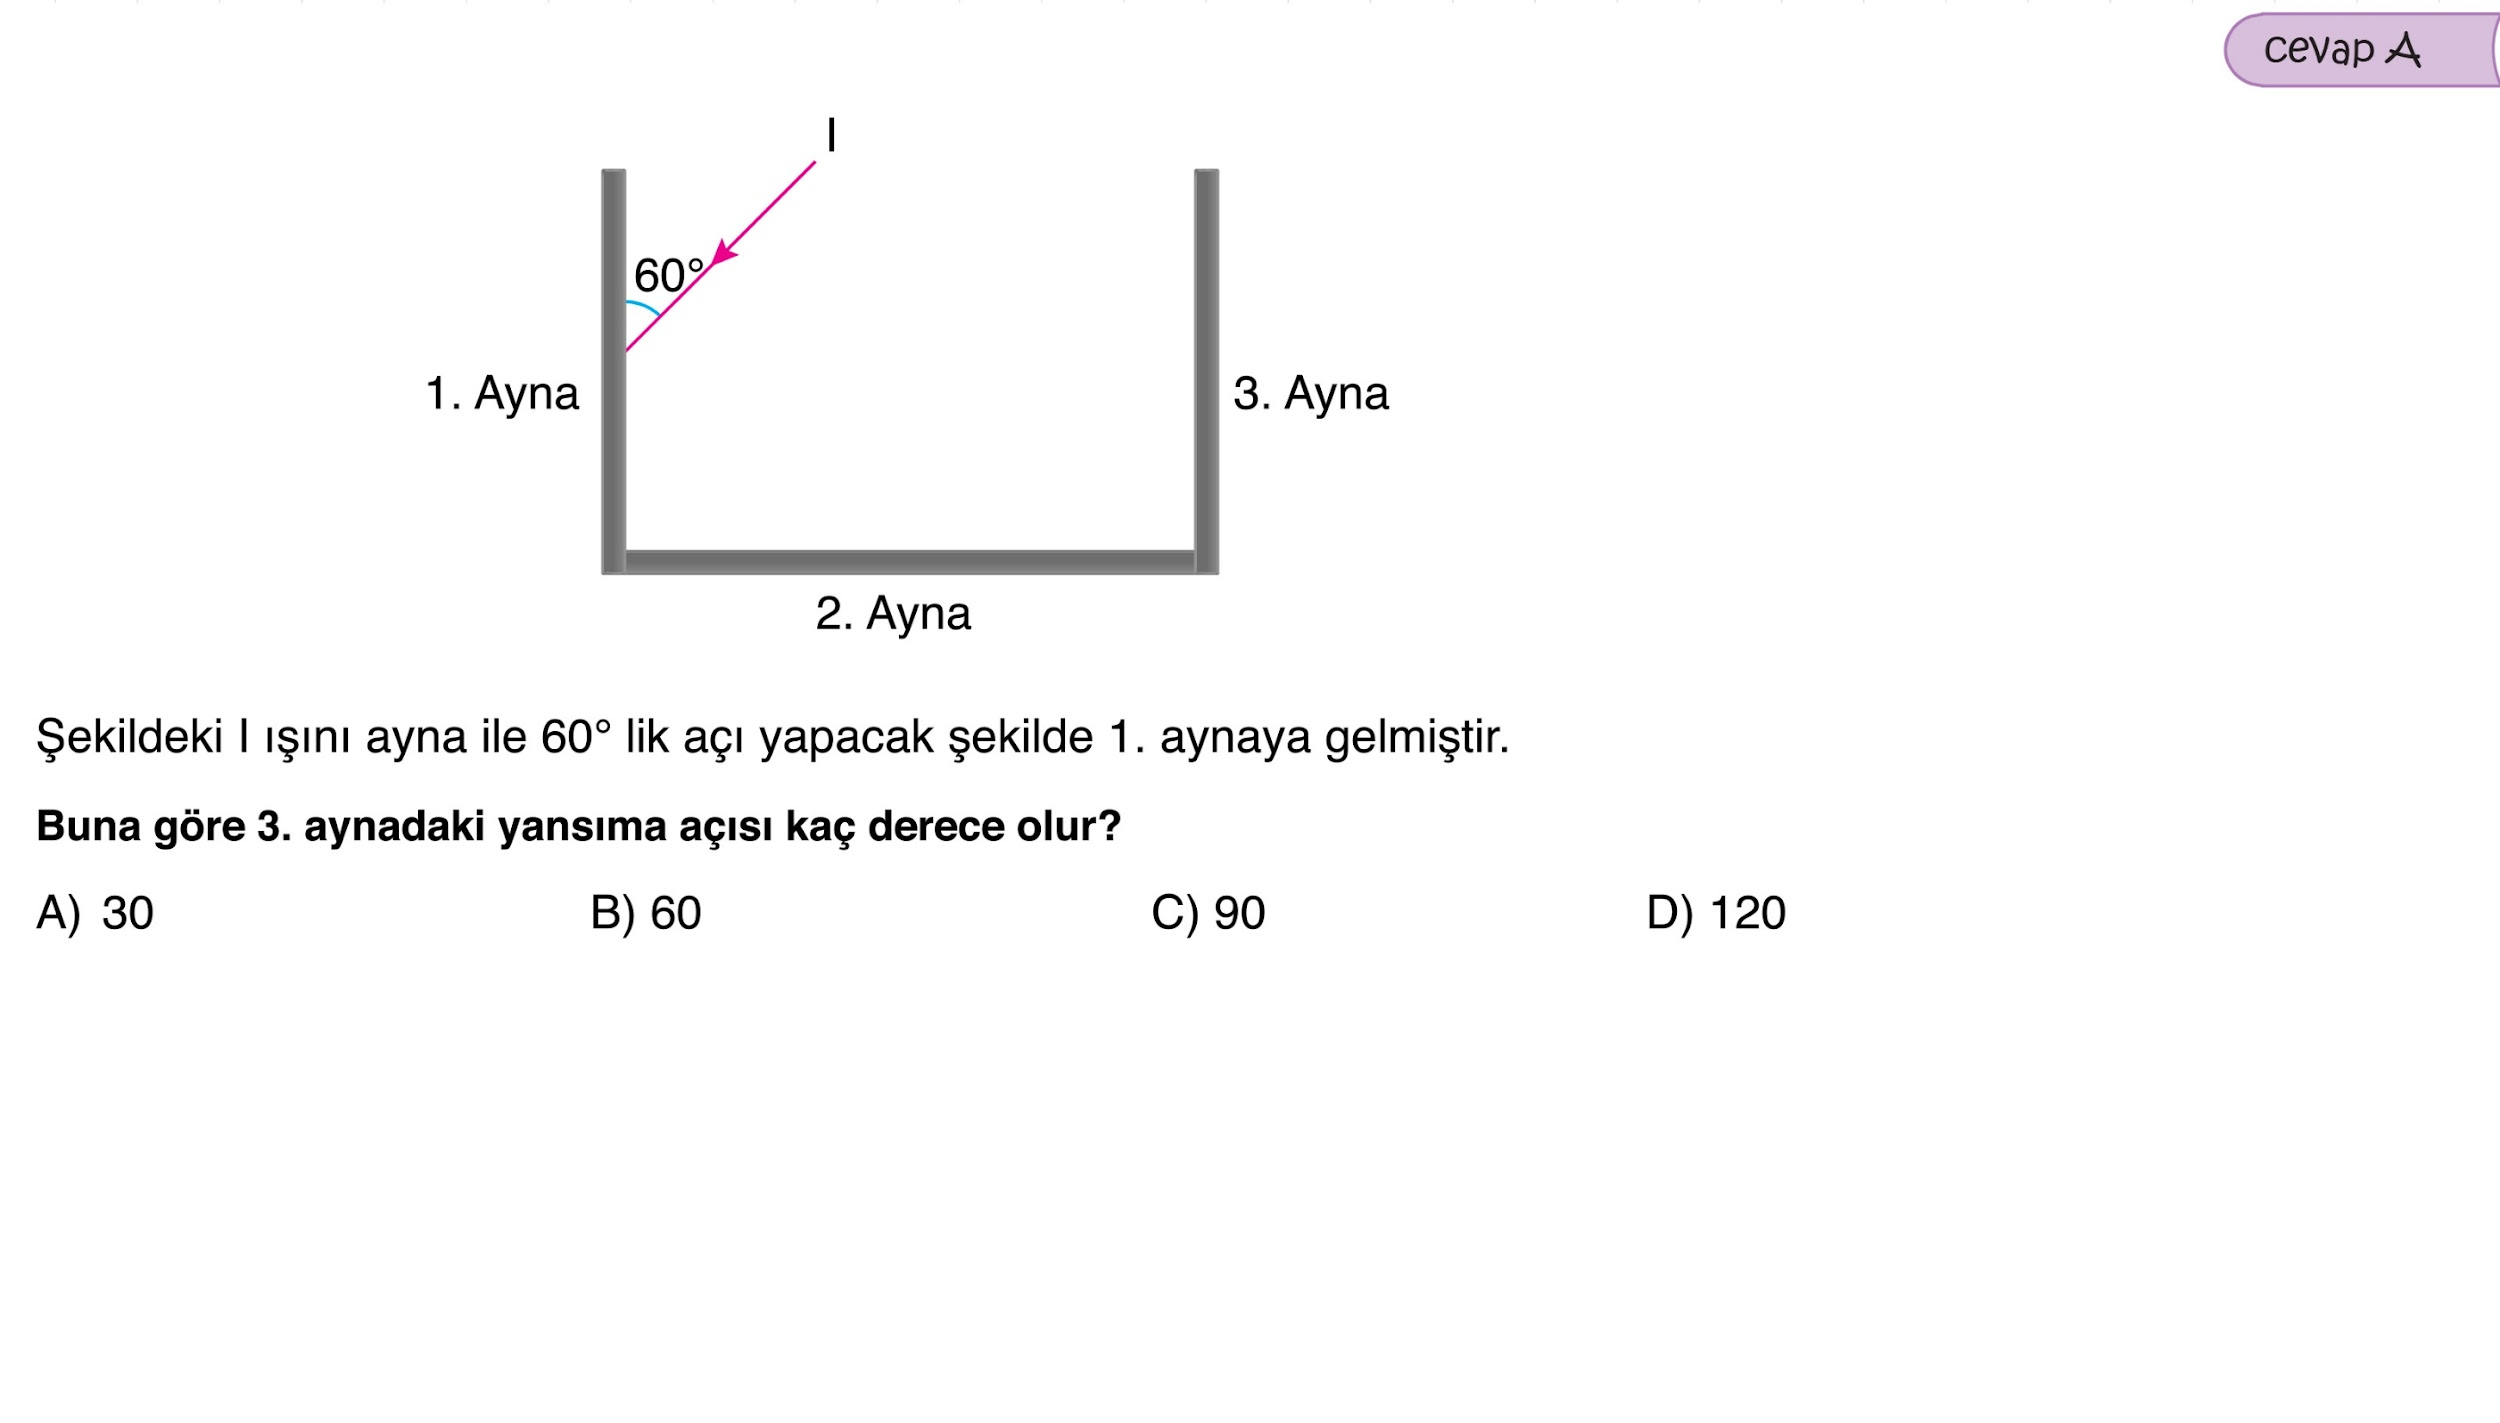 cevap A
I
60°
1. Ayna
3. Ayna
2. Ayna
Şekildeki I ışını ayna ile 60° lik açı yapacak şekilde 1. aynaya gelmiştir.
Buna göre 3. aynadaki yansıma açısı kaç derece olur?
A) 30 B) 60 C) 90 D) 120